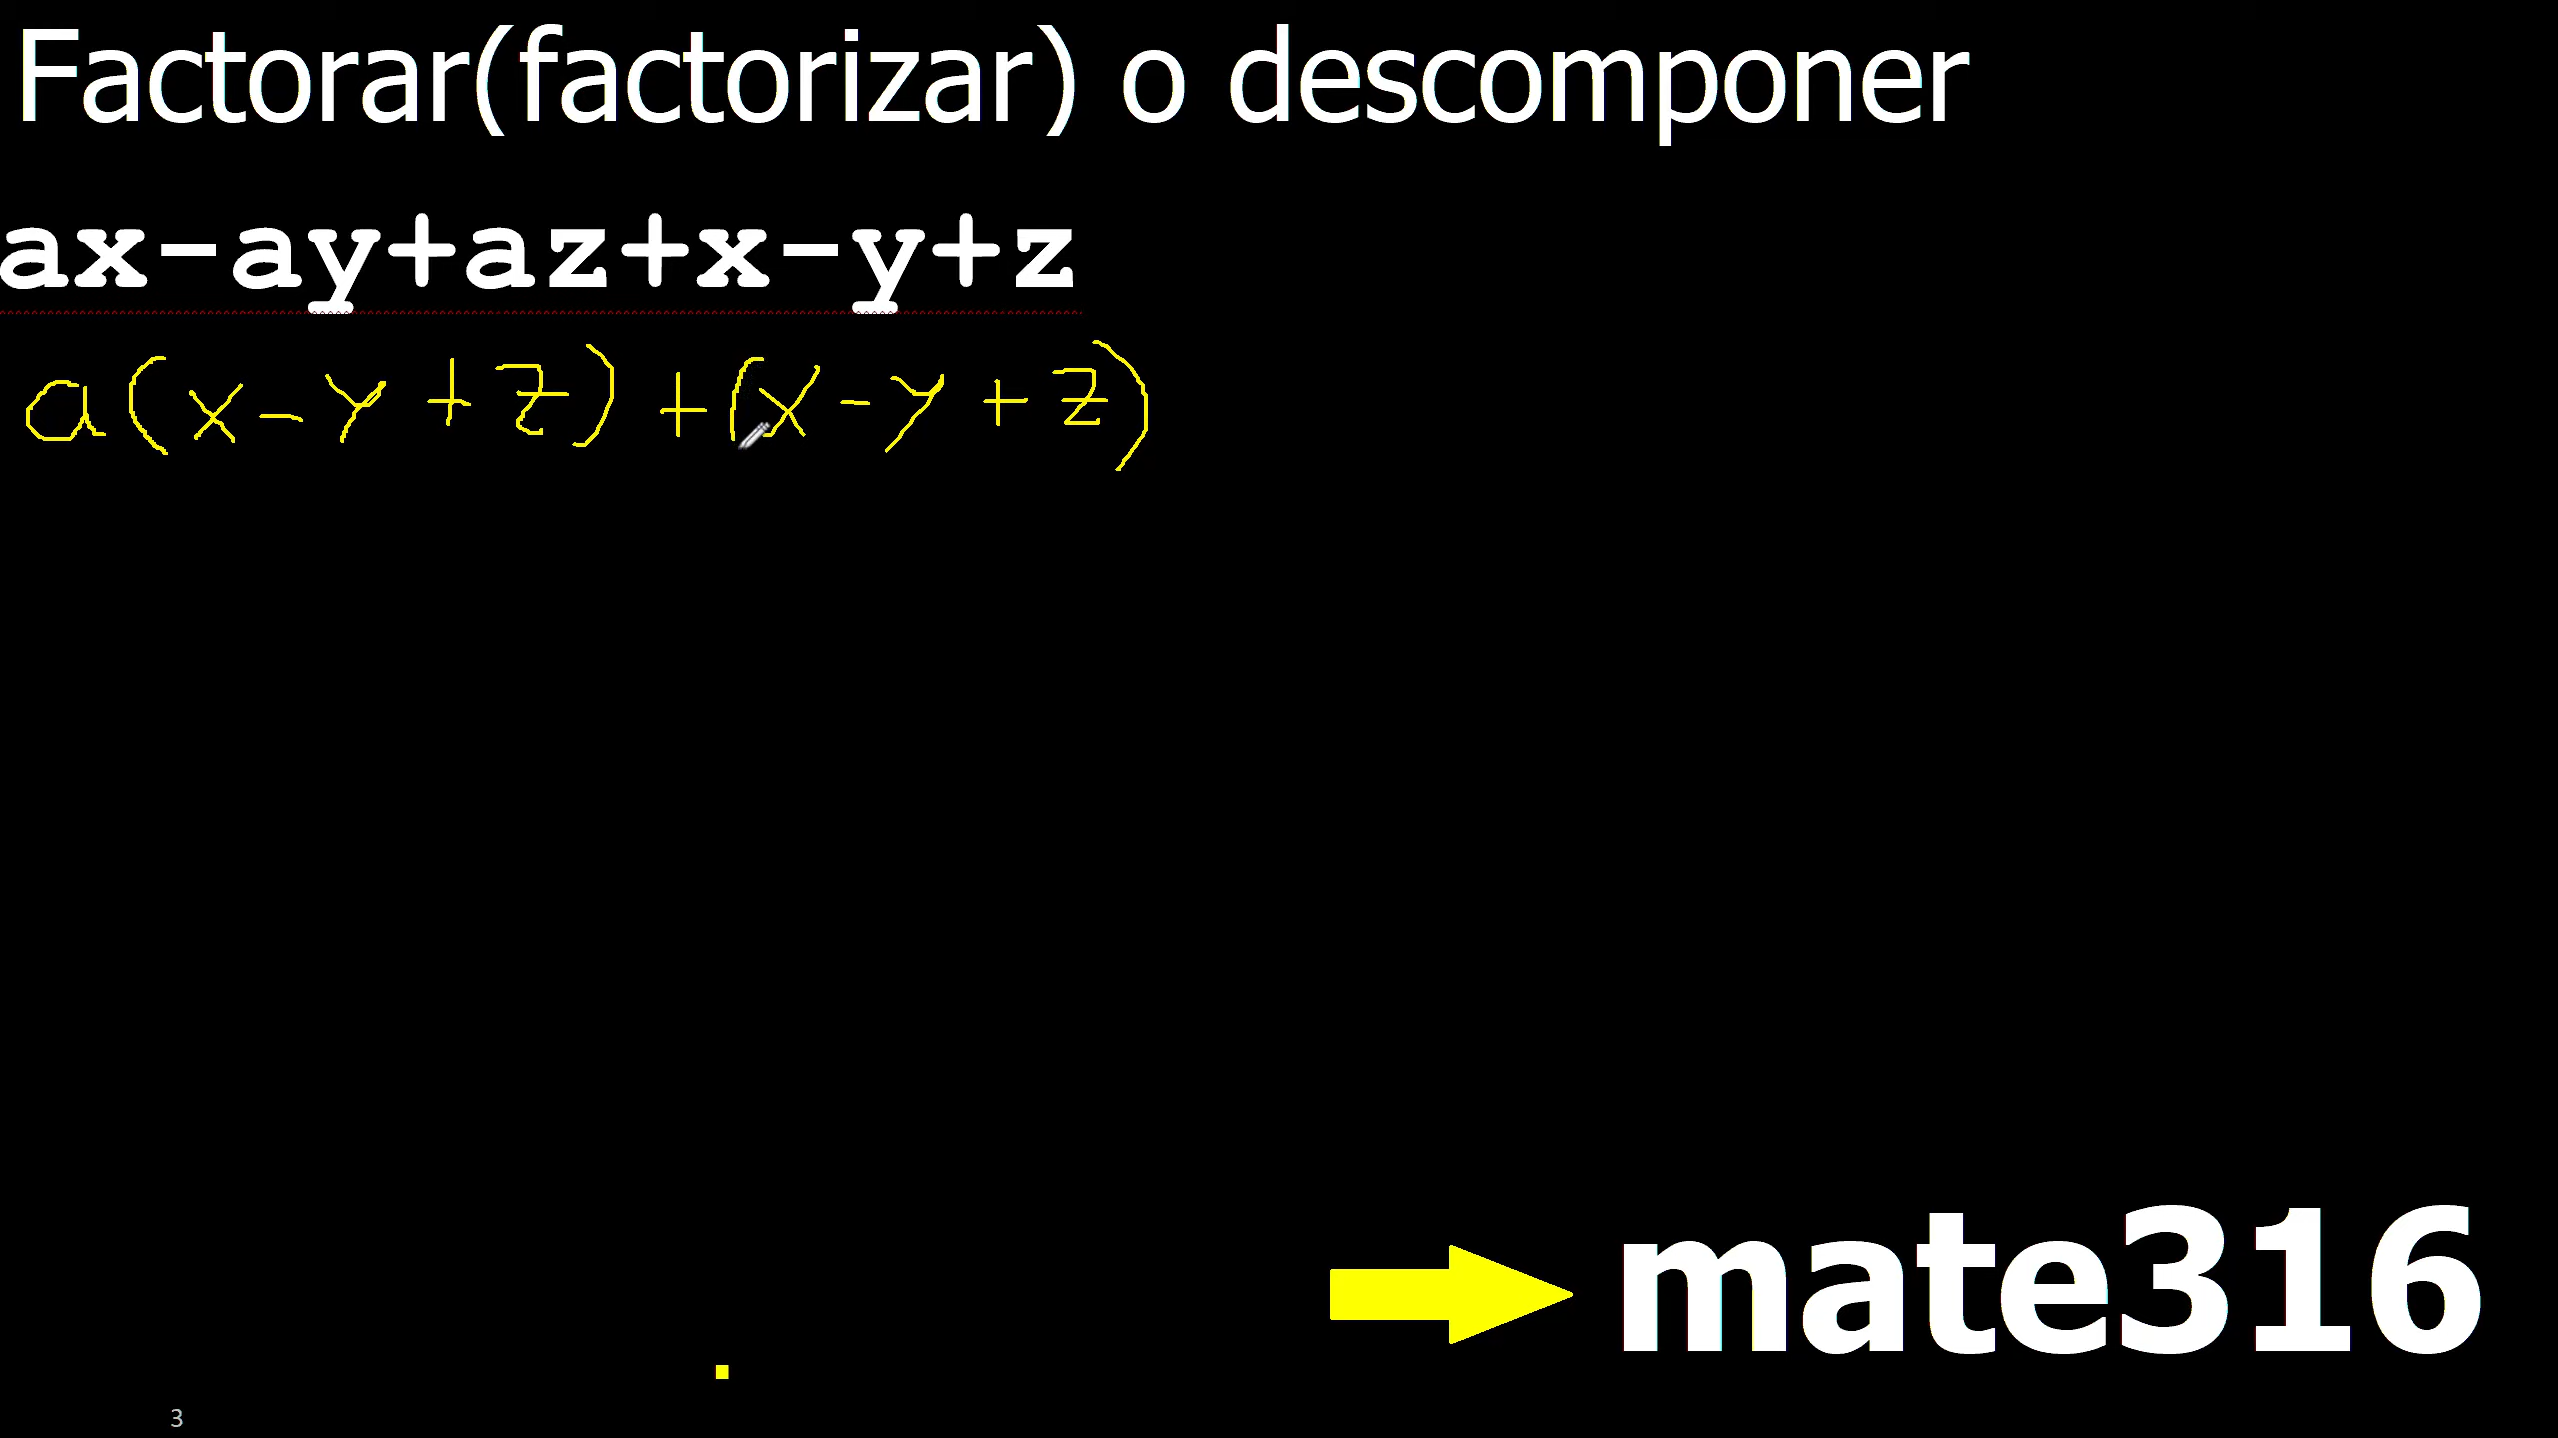 Factorar(factorizar) o descomponer
ax-ay+az+x-y+z
a(x-y+z)+(x-y+z)
mate316
3